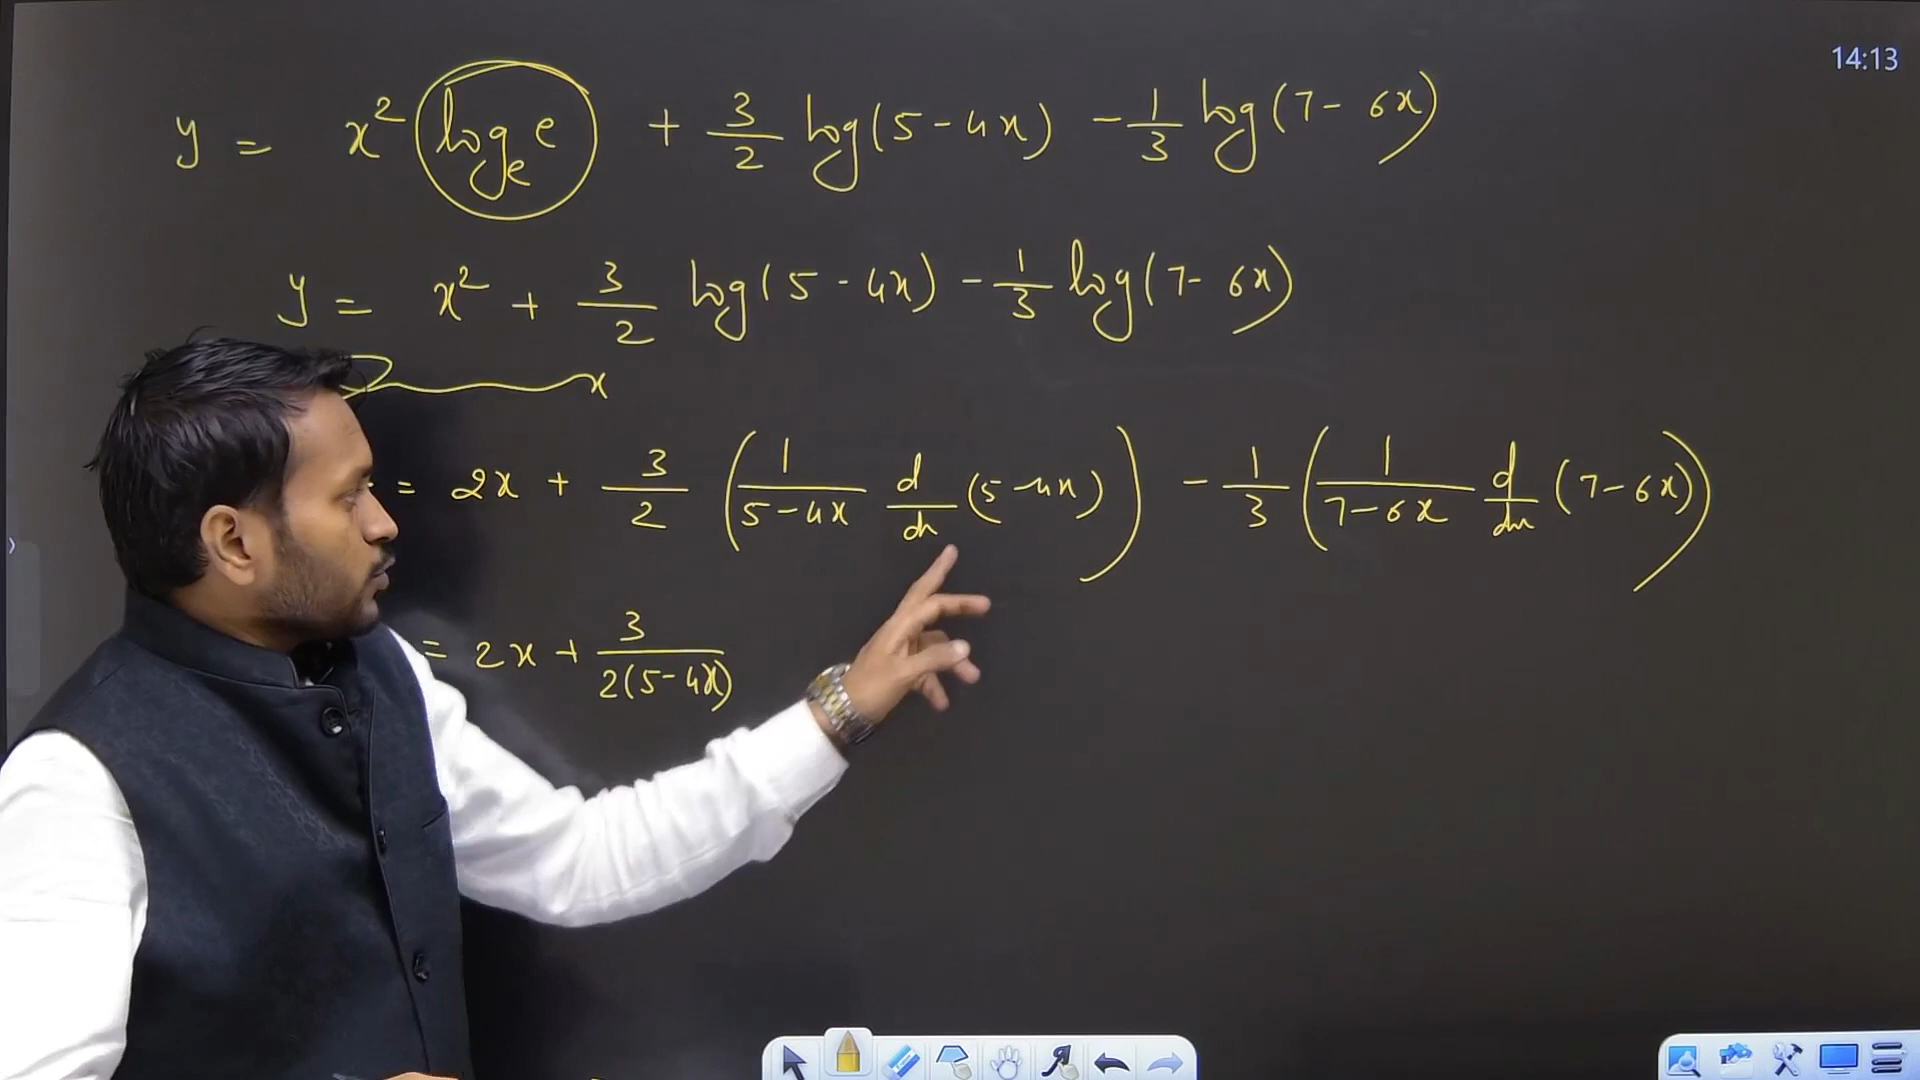 14:13
y = x² logₑe + 3/2 log(5-4x) - 1/3 log(7-6x)
y = x² + 3/2 log(5-4x) - 1/3 log(7-6x)
x
= 2x + 3/2 (1/(5-4x) d/dx (5-4x)) - 1/3 (1/(7-6x) d/dx (7-6x))
= 2x + 3/(2(5-4x))